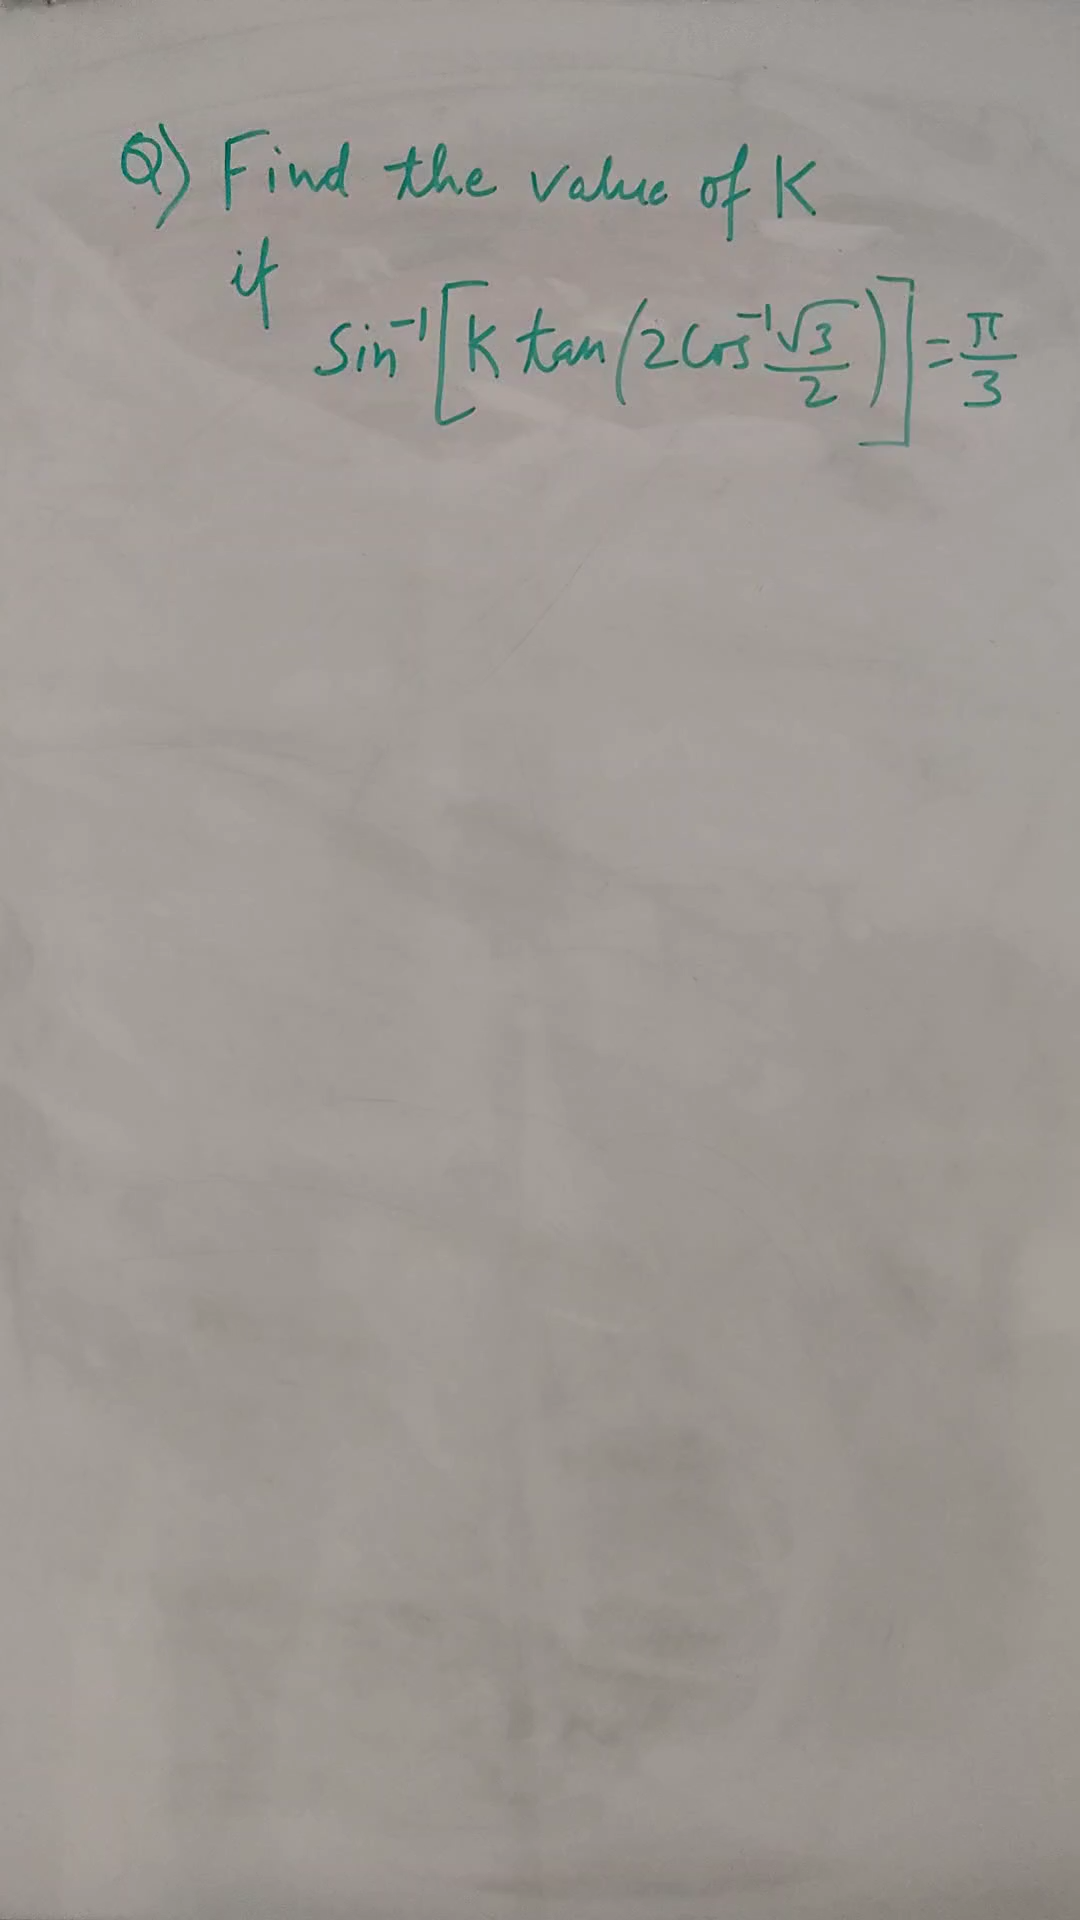 Q) Find the value of K
if
Sin⁻¹[K tan(2Cos⁻¹ √3/2)] = π/3